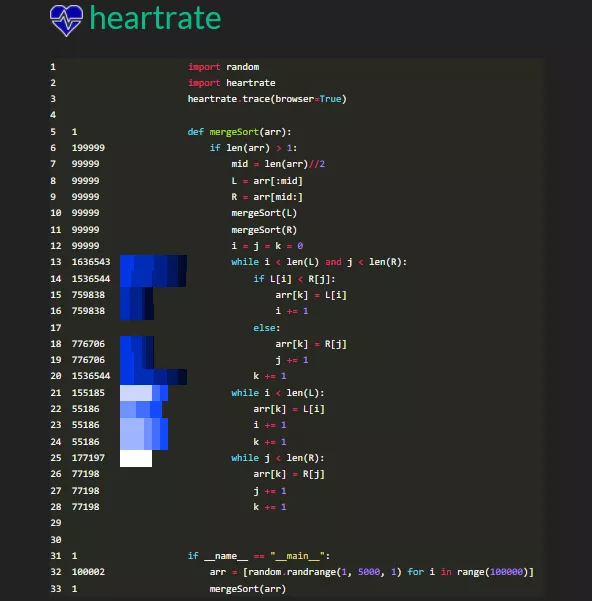 heartrate
1 import random
2 import heartrate
3 heartrate.trace(browser=True)
4
5 1 def mergeSort(arr):
6 199999 if len(arr) > 1:
7 99999 mid = len(arr)//2
8 99999 L = arr[:mid]
9 99999 R = arr[mid:]
10 99999 mergeSort(L)
11 99999 mergeSort(R)
12 99999 i = j = k = 0
13 1636543 while i < len(L) and j < len(R):
14 1536544 if L[i] < R[j]:
15 759838 arr[k] = L[i]
16 759838 i += 1
17 else:
18 776706 arr[k] = R[j]
19 776706 j += 1
20 1536544 k += 1
21 155185 while i < len(L):
22 55186 arr[k] = L[i]
23 55186 i += 1
24 55186 k += 1
25 177197 while j < len(R):
26 77198 arr[k] = R[j]
27 77198 j += 1
28 77198 k += 1
29
30
31 1 if __name__ == "__main__":
32 100002 arr = [random.randrange(1, 5000, 1) for i in range(100000)]
33 1 mergeSort(arr)